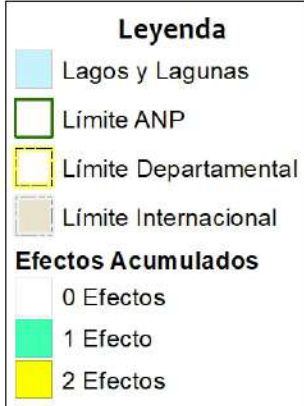 Leyenda
Lagos y Lagunas
Límite ANP
Límite Departamental
Límite Internacional
Efectos Acumulados
0 Efectos
1 Efecto
2 Efectos